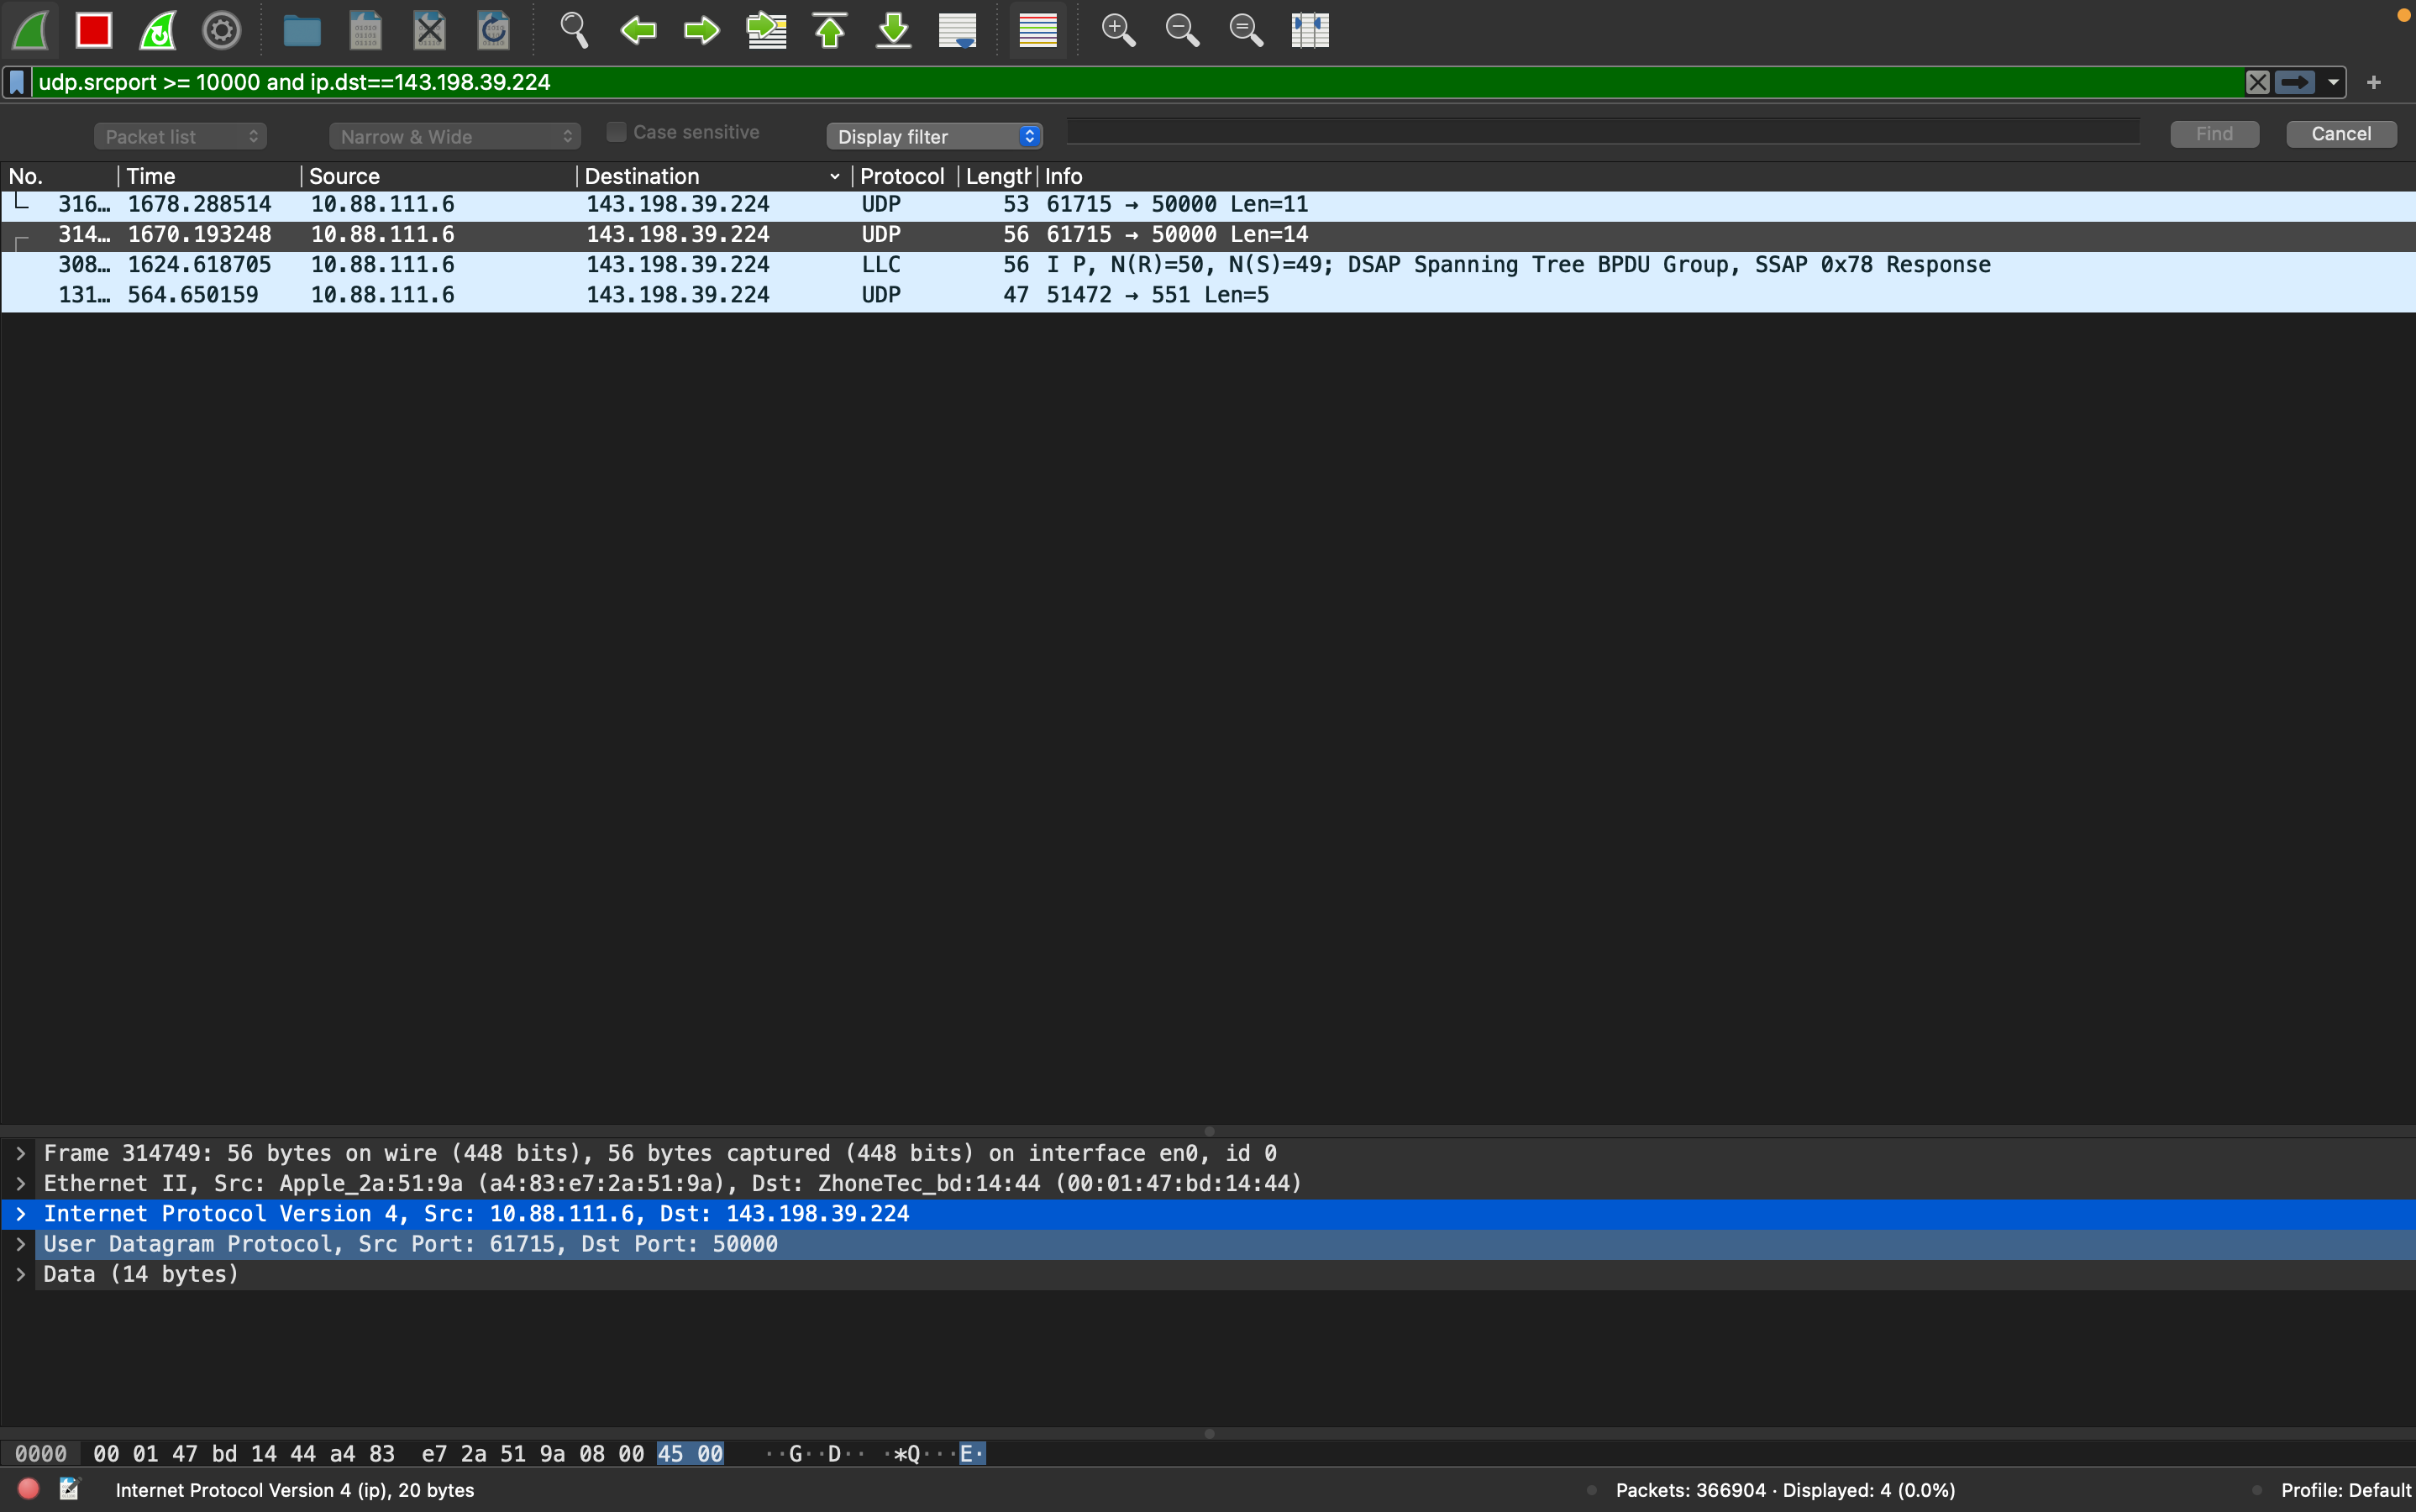 udp.srcport >= 10000 and ip.dst==143.198.39.224
Packet list Narrow & Wide Case sensitive Display filter Find Cancel
No. Time Source Destination Protocol Length Info
316… 1678.288514 10.88.111.6 143.198.39.224 UDP 53 61715 → 50000 Len=11
314… 1670.193248 10.88.111.6 143.198.39.224 UDP 56 61715 → 50000 Len=14
308… 1624.618705 10.88.111.6 143.198.39.224 LLC 56 I P, N(R)=50, N(S)=49; DSAP Spanning Tree BPDU Group, SSAP 0x78 Response
131… 564.650159 10.88.111.6 143.198.39.224 UDP 47 51472 → 551 Len=5
Frame 314749: 56 bytes on wire (448 bits), 56 bytes captured (448 bits) on interface en0, id 0
Ethernet II, Src: Apple_2a:51:9a (a4:83:e7:2a:51:9a), Dst: ZhoneTec_bd:14:44 (00:01:47:bd:14:44)
Internet Protocol Version 4, Src: 10.88.111.6, Dst: 143.198.39.224
User Datagram Protocol, Src Port: 61715, Dst Port: 50000
Data (14 bytes)
0000 00 01 47 bd 14 44 a4 83 e7 2a 51 9a 08 00 45 00 ··G··D·· ·*Q···E·
Internet Protocol Version 4 (ip), 20 bytes Packets: 366904 · Displayed: 4 (0.0%) Profile: Default